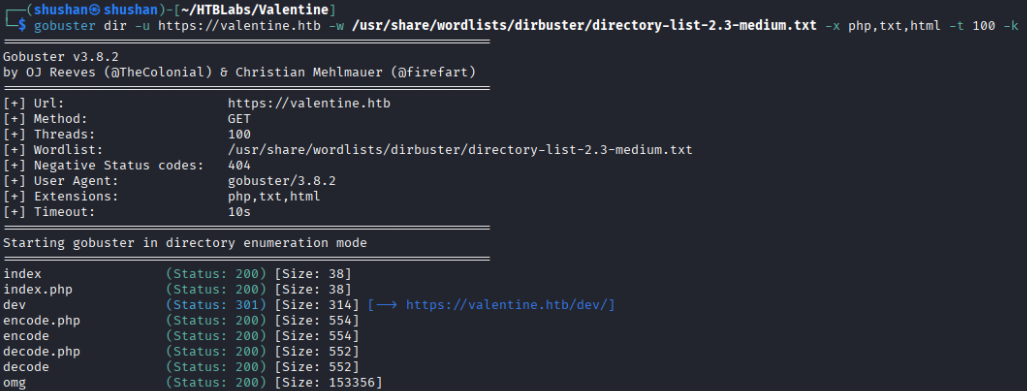 ┌──(shushan㉿shushan)-[~/HTBLabs/Valentine]
└─$ gobuster dir -u https://valentine.htb -w /usr/share/wordlists/dirbuster/directory-list-2.3-medium.txt -x php,txt,html -t 100 -k
===============================================================
Gobuster v3.8.2
by OJ Reeves (@TheColonial) & Christian Mehlmauer (@firefart)
===============================================================
[+] Url:                     https://valentine.htb
[+] Method:                  GET
[+] Threads:                 100
[+] Wordlist:                /usr/share/wordlists/dirbuster/directory-list-2.3-medium.txt
[+] Negative Status codes:   404
[+] User Agent:              gobuster/3.8.2
[+] Extensions:              php,txt,html
[+] Timeout:                 10s
===============================================================
Starting gobuster in directory enumeration mode
===============================================================
index                (Status: 200) [Size: 38]
index.php            (Status: 200) [Size: 38]
dev                  (Status: 301) [Size: 314] [--> https://valentine.htb/dev/]
encode.php           (Status: 200) [Size: 554]
encode               (Status: 200) [Size: 554]
decode.php           (Status: 200) [Size: 552]
decode               (Status: 200) [Size: 552]
omg                  (Status: 200) [Size: 153356]